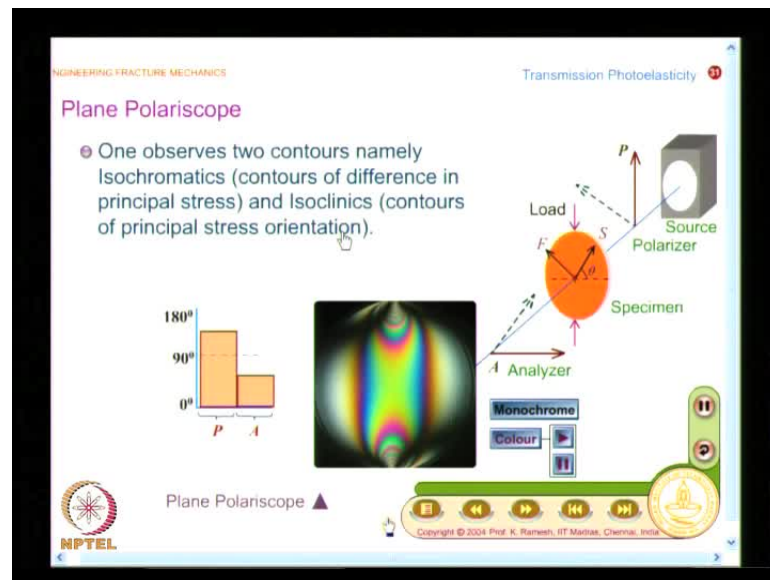 NGINEERING FRACTURE MECHANICS
Transmission Photoelasticity 31
Plane Polariscope
One observes two contours namely
Isochromatics (contours of difference in
principal stress) and Isoclinics (contours
of principal stress orientation).
P
Load
Source
Polarizer
F
S
θ
Specimen
180⁰
90⁰
0⁰
P A
A Analyzer
Monochrome
Colour
Plane Polariscope
NPTEL
Copyright © 2004 Prof. K. Ramesh, IIT Madras, Chennai, India